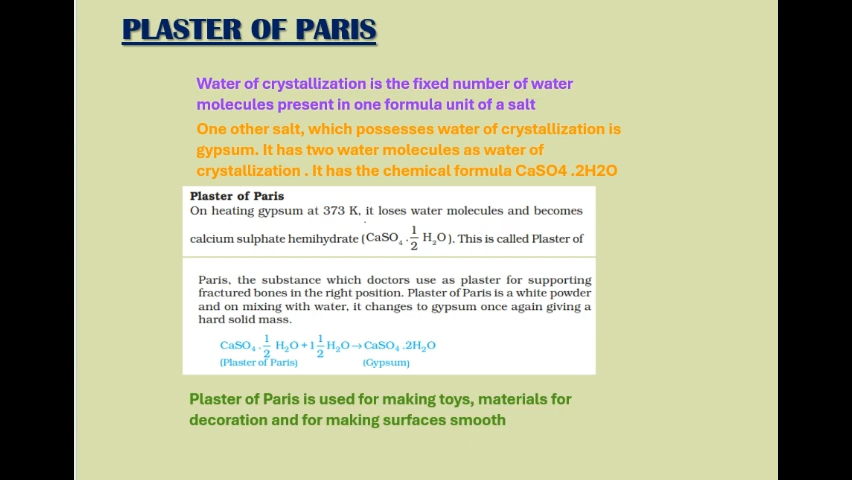 PLASTER OF PARIS
Water of crystallization is the fixed number of water
molecules present in one formula unit of a salt
One other salt, which possesses water of crystallization is
gypsum. It has two water molecules as water of
crystallization . It has the chemical formula CaSO4 .2H2O
Plaster of Paris
On heating gypsum at 373 K, it loses water molecules and becomes
calcium sulphate hemihydrate (CaSO₄ . 1/2 H₂O). This is called Plaster of
Paris, the substance which doctors use as plaster for supporting
fractured bones in the right position. Plaster of Paris is a white powder
and on mixing with water, it changes to gypsum once again giving a
hard solid mass.
CaSO₄ . 1/2 H₂O + 1 1/2 H₂O → CaSO₄ .2H₂O
(Plaster of Paris) (Gypsum)
Plaster of Paris is used for making toys, materials for
decoration and for making surfaces smooth